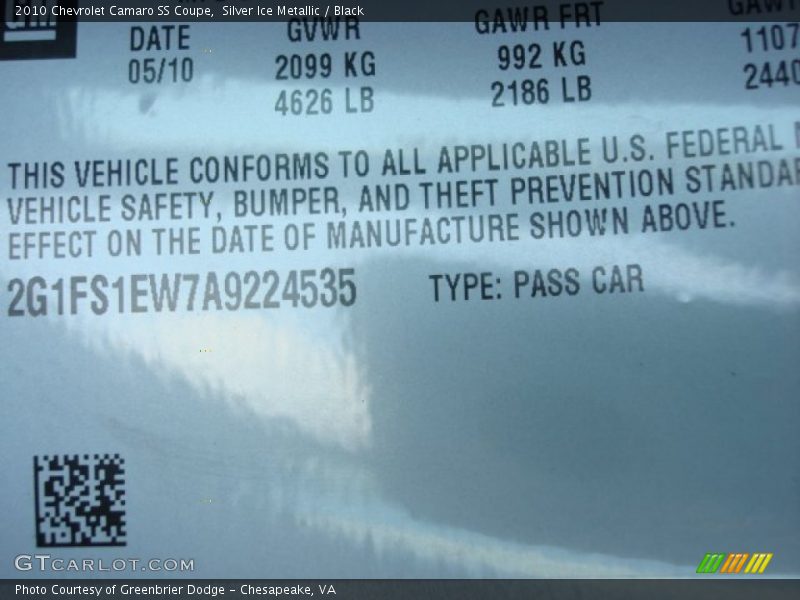 2010 Chevrolet Camaro SS Coupe,  Silver Ice Metallic / Black
GM
DATE GVWR GAWR FRT
05/10 2099 KG 992 KG 1107
4626 LB 2186 LB 2440
THIS VEHICLE CONFORMS TO ALL APPLICABLE U.S. FEDERAL
VEHICLE SAFETY, BUMPER, AND THEFT PREVENTION STANDAR
EFFECT ON THE DATE OF MANUFACTURE SHOWN ABOVE.
2G1FS1EW7A9224535 TYPE: PASS CAR
GTCARLOT.COM
Photo Courtesy of Greenbrier Dodge – Chesapeake, VA